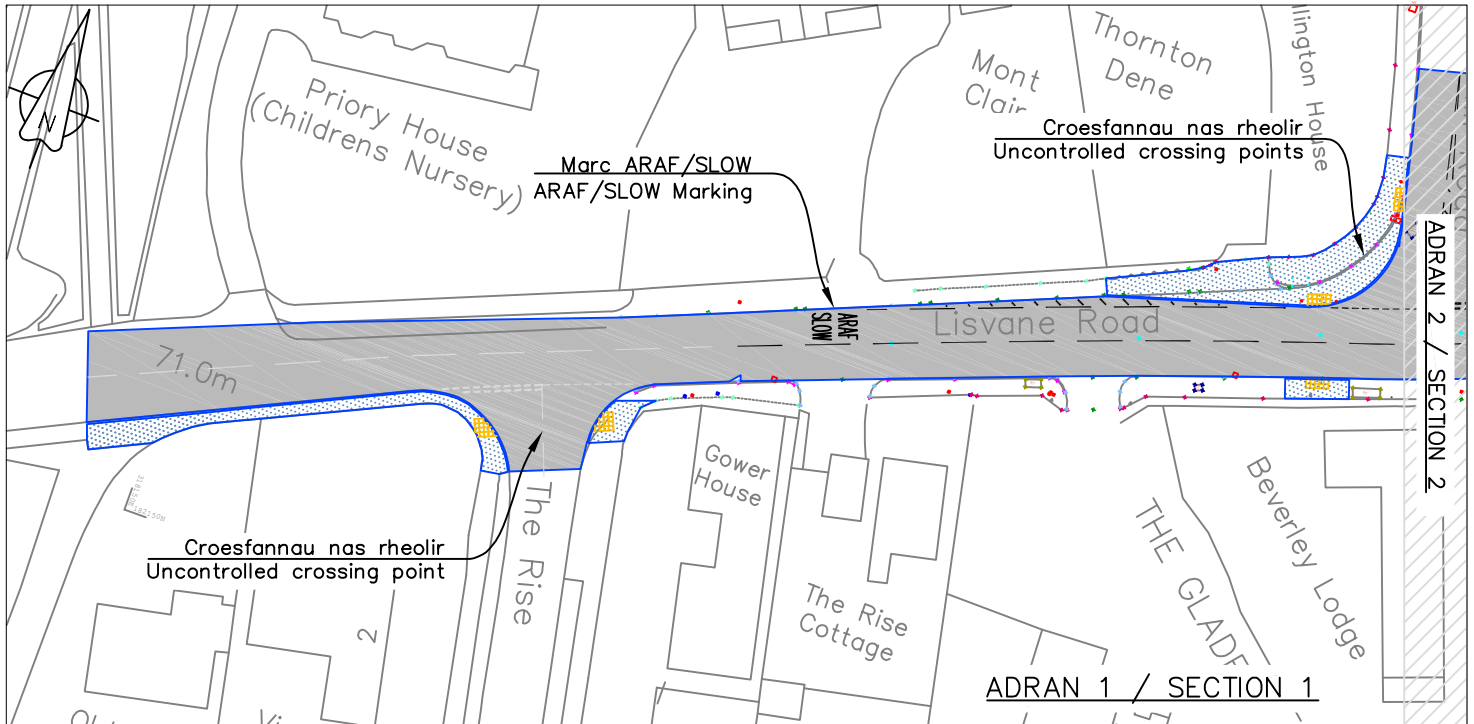 N
Priory House
(Childrens Nursery)
Mont
Clair
Thornton
Dene
llington House
Croesfannau nas rheolir
Uncontrolled crossing points
Marc ARAF/SLOW
ARAF/SLOW Marking
ARAF
SLOW
Lisvane Road
71.0m
ADRAN 2 / SECTION 2
Gower
House
The Rise
The Rise
Cottage
THE GLADE
Beverley Lodge
Croesfannau nas rheolir
Uncontrolled crossing point
2
ADRAN 1 / SECTION 1